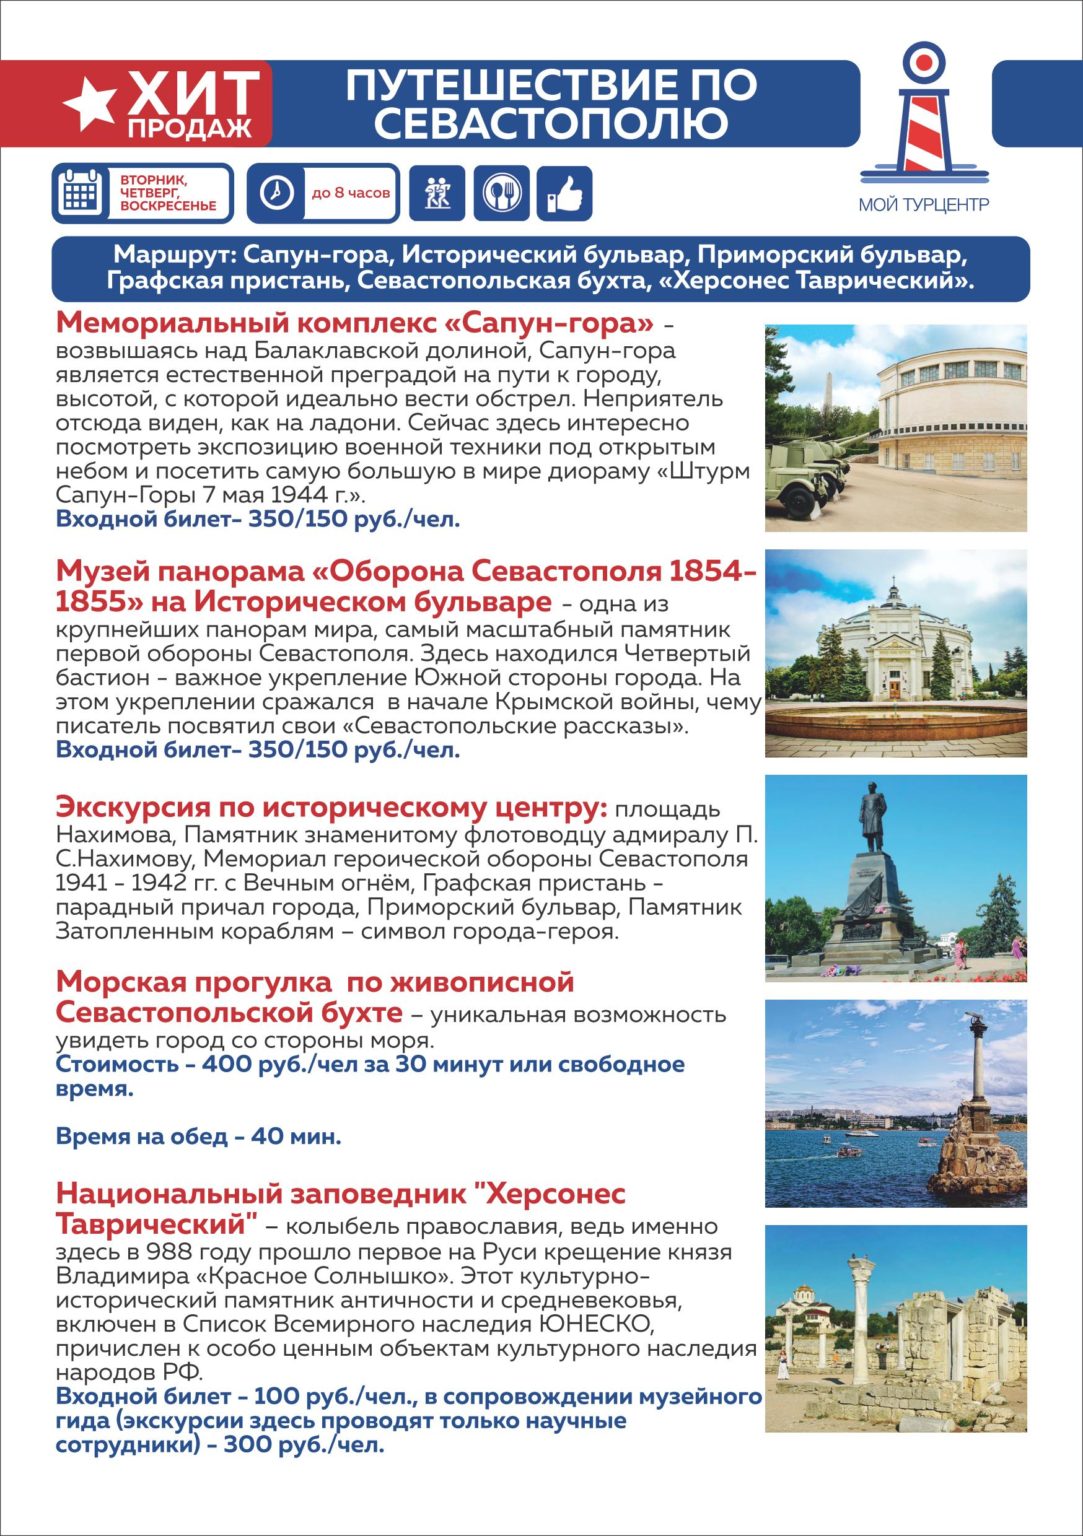 ХИТ
ПРОДАЖ
ПУТЕШЕСТВИЕ ПО
СЕВАСТОПОЛЮ
МОЙ ТУРЦЕНТР
ВТОРНИК,
ЧЕТВЕРГ,
ВОСКРЕСЕНЬЕ
до 8 часов
Маршрут: Сапун-гора, Исторический бульвар, Приморский бульвар,
Графская пристань, Севастопольская бухта, «Херсонес Таврический».
Мемориальный комплекс «Сапун-гора» -
возвышаясь над Балаклавской долиной, Сапун-гора
является естественной преградой на пути к городу,
высотой, с которой идеально вести обстрел. Неприятель
отсюда виден, как на ладони. Сейчас здесь интересно
посмотреть экспозицию военной техники под открытым
небом и посетить самую большую в мире диораму «Штурм
Сапун-Горы 7 мая 1944 г.».
Входной билет- 350/150 руб./чел.
Музей панорама «Оборона Севастополя 1854-
1855» на Историческом бульваре - одна из
крупнейших панорам мира, самый масштабный памятник
первой обороны Севастополя. Здесь находился Четвертый
бастион - важное укрепление Южной стороны города. На
этом укреплении сражался в начале Крымской войны, чему
писатель посвятил свои «Севастопольские рассказы».
Входной билет- 350/150 руб./чел.
Экскурсия по историческому центру: площадь
Нахимова, Памятник знаменитому флотоводцу адмиралу П.
С.Нахимову, Мемориал героической обороны Севастополя
1941 - 1942 гг. с Вечным огнём, Графская пристань -
парадный причал города, Приморский бульвар, Памятник
Затопленным кораблям – символ города-героя.
Морская прогулка по живописной
Севастопольской бухте – уникальная возможность
увидеть город со стороны моря.
Стоимость - 400 руб./чел за 30 минут или свободное
время.
Время на обед - 40 мин.
Национальный заповедник "Херсонес
Таврический" – колыбель православия, ведь именно
здесь в 988 году прошло первое на Руси крещение князя
Владимира «Красное Солнышко». Этот культурно-
исторический памятник античности и средневековья,
включен в Список Всемирного наследия ЮНЕСКО,
причислен к особо ценным объектам культурного наследия
народов РФ.
Входной билет - 100 руб./чел., в сопровождении музейного
гида (экскурсии здесь проводят только научные
сотрудники) - 300 руб./чел.